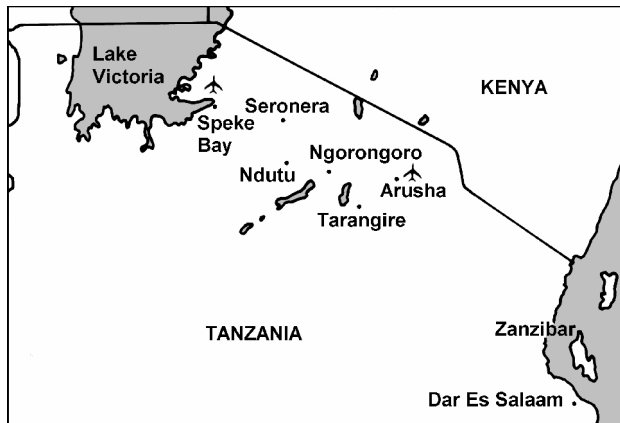 Lake
Victoria
KENYA
Seronera
Speke
Bay
Ngorongoro
Ndutu
Arusha
Tarangire
TANZANIA
Zanzibar
Dar Es Salaam